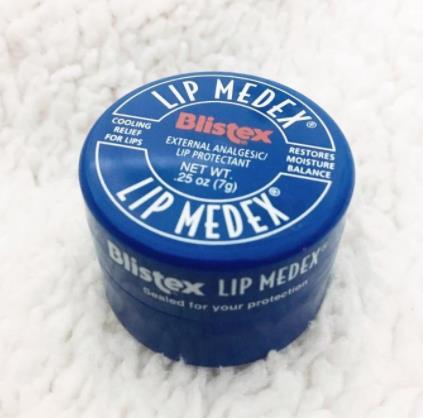 LIP MEDEX®
Blistex®
COOLING
RELIEF
FOR LIPS
EXTERNAL ANALGESIC/
LIP PROTECTANT
RESTORES
MOISTURE
BALANCE
NET WT.
.25 oz (7g)
LIP MEDEX®
Blistex LIP MEDEX®
Sealed for your protection